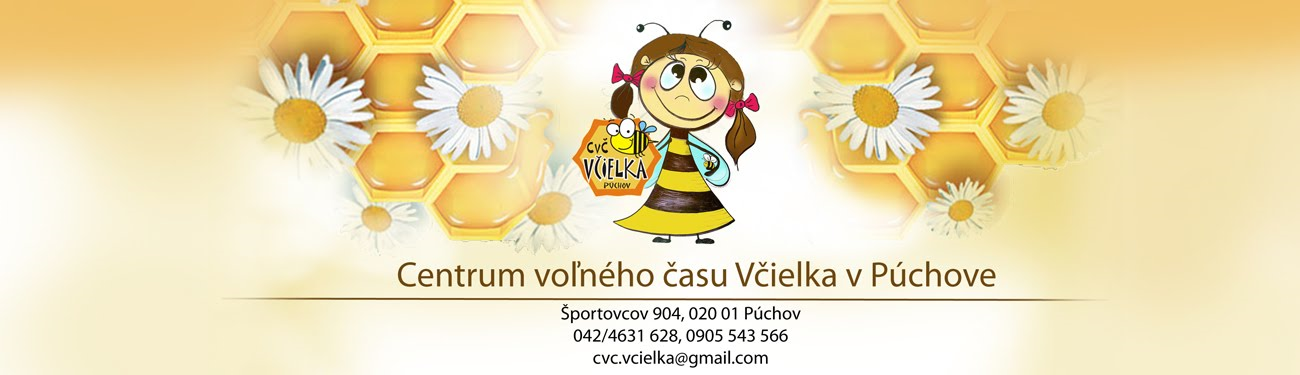 CVČ
VČIELKA
PÚCHOV
Centrum voľného času Včielka v Púchove
Športovcov 904, 020 01 Púchov
042/4631 628, 0905 543 566
cvc.vcielka@gmail.com